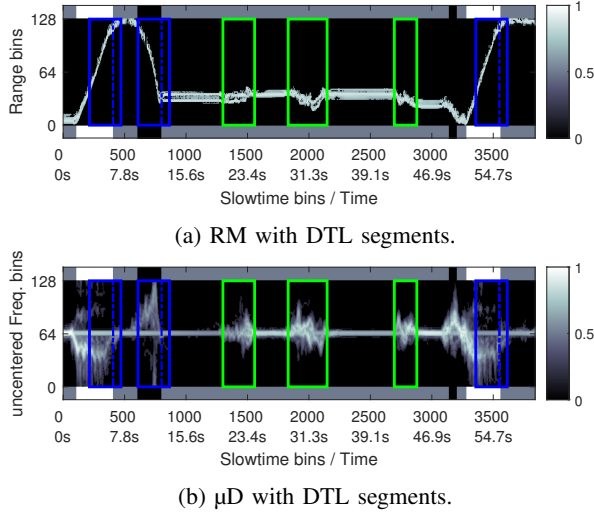 128
64
0
Range bins
0 500 1000 1500 2000 2500 3000 3500
0s 7.8s 15.6s 23.4s 31.3s 39.1s 46.9s 54.7s
Slowtime bins / Time
1
0.5
0
(a) RM with DTL segments.
128
64
0
uncentered Freq. bins
0 500 1000 1500 2000 2500 3000 3500
0s 7.8s 15.6s 23.4s 31.3s 39.1s 46.9s 54.7s
Slowtime bins / Time
1
0.5
0
(b) µD with DTL segments.